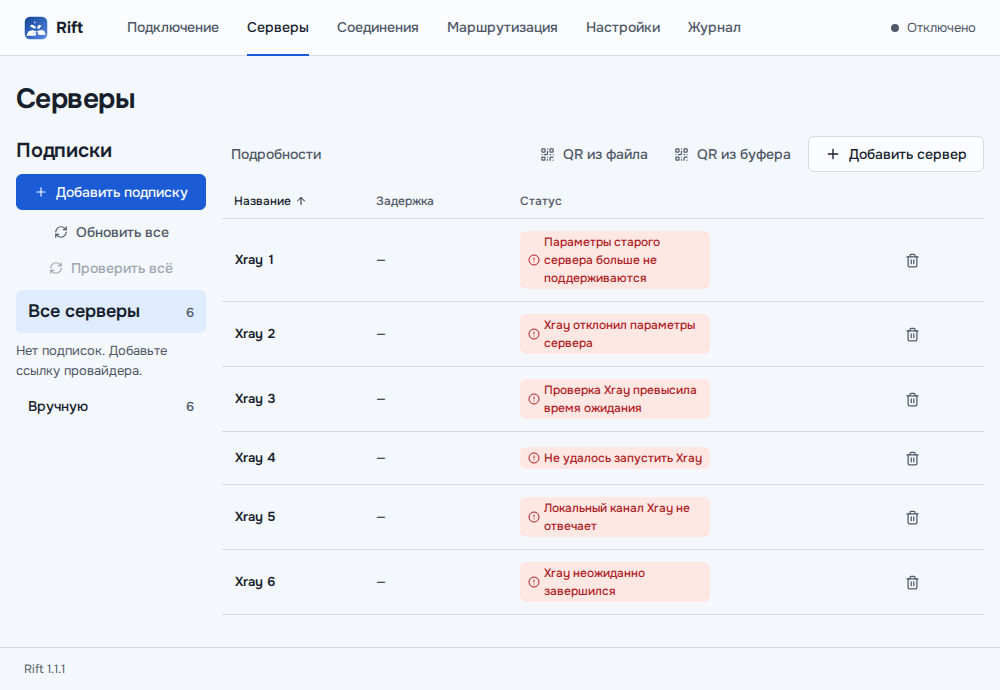 Rift
Подключение
Серверы
Соединения
Маршрутизация
Настройки
Журнал
Отключено
Серверы
Подписки
Добавить подписку
Обновить все
Проверить всё
Все серверы 6
Нет подписок. Добавьте
ссылку провайдера.
Вручную 6
Подробности
QR из файла
QR из буфера
Добавить сервер
Название ↑ Задержка Статус
Xray 1 –
Параметры старого
сервера больше не
поддерживаются
Xray 2 –
Xray отклонил параметры
сервера
Xray 3 –
Проверка Xray превысила
время ожидания
Xray 4 –
Не удалось запустить Xray
Xray 5 –
Локальный канал Xray не
отвечает
Xray 6 –
Xray неожиданно
завершился
Rift 1.1.1